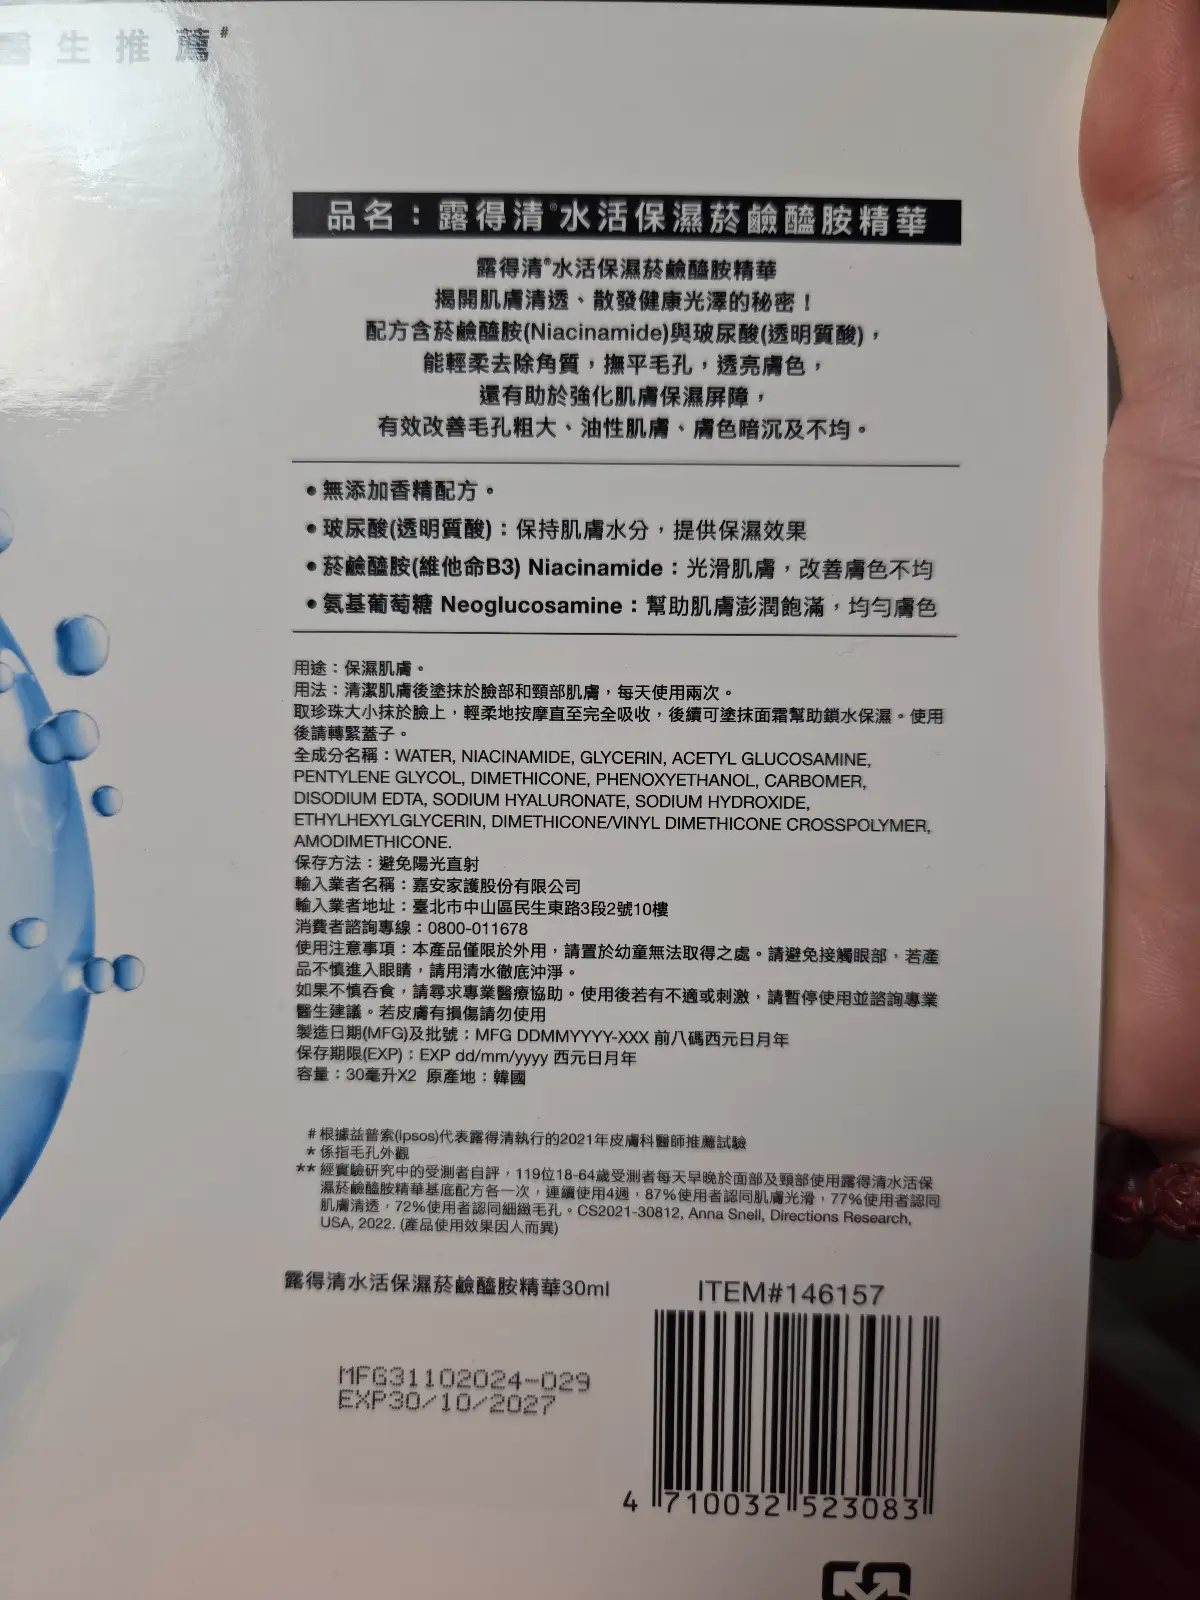 醫生推薦#
品名：露得清®水活保濕菸鹼醯胺精華
露得清®水活保濕菸鹼醯胺精華
揭開肌膚清透、散發健康光澤的秘密！
配方含菸鹼醯胺(Niacinamide)與玻尿酸(透明質酸)，
能輕柔去除角質，撫平毛孔，透亮膚色，
還有助於強化肌膚保濕屏障，
有效改善毛孔粗大、油性肌膚、膚色暗沉及不均。
•無添加香精配方。
•玻尿酸(透明質酸)：保持肌膚水分，提供保濕效果
•菸鹼醯胺(維他命B3) Niacinamide：光滑肌膚，改善膚色不均
•氨基葡萄糖 Neoglucosamine：幫助肌膚澎潤飽滿，均勻膚色
用途：保濕肌膚。
用法：清潔肌膚後塗抹於臉部和頸部肌膚，每天使用兩次。
取珍珠大小抹於臉上，輕柔地按摩直至完全吸收，後續可塗抹面霜幫助鎖水保濕。使用
後請轉緊蓋子。
全成分名稱：WATER, NIACINAMIDE, GLYCERIN, ACETYL GLUCOSAMINE,
PENTYLENE GLYCOL, DIMETHICONE, PHENOXYETHANOL, CARBOMER,
DISODIUM EDTA, SODIUM HYALURONATE, SODIUM HYDROXIDE,
ETHYLHEXYLGLYCERIN, DIMETHICONE/VINYL DIMETHICONE CROSSPOLYMER,
AMODIMETHICONE.
保存方法：避免陽光直射
輸入業者名稱：嘉安家護股份有限公司
輸入業者地址：臺北市中山區民生東路3段2號10樓
消費者諮詢專線：0800-011678
使用注意事項：本產品僅限於外用，請置於幼童無法取得之處。請避免接觸眼部，若產
品不慎進入眼睛，請用清水徹底沖淨。
如果不慎吞食，請尋求專業醫療協助。使用後若有不適或刺激，請暫停使用並諮詢專業
醫生建議。若皮膚有損傷請勿使用
製造日期(MFG)及批號：MFG DDMMYYYY-XXX 前八碼西元日月年
保存期限(EXP)：EXP dd/mm/yyyy 西元日月年
容量：30毫升X2 原產地：韓國
# 根據益普索(Ipsos)代表露得清執行的2021年皮膚科醫師推薦試驗
* 係指毛孔外觀
** 經實驗研究中的受測者自評，119位18-64歲受測者每天早晚於面部及頸部使用露得清水活保
濕菸鹼醯胺精華基底配方各一次，連續使用4週，87%使用者認同肌膚光滑，77%使用者認同
肌膚清透，72%使用者認同細緻毛孔。CS2021-30812, Anna Snell, Directions Research,
USA, 2022. (產品使用效果因人而異)
露得清水活保濕菸鹼醯胺精華30ml
ITEM#146157
MFG31102024-029
EXP30/10/2027
4 710032 523083